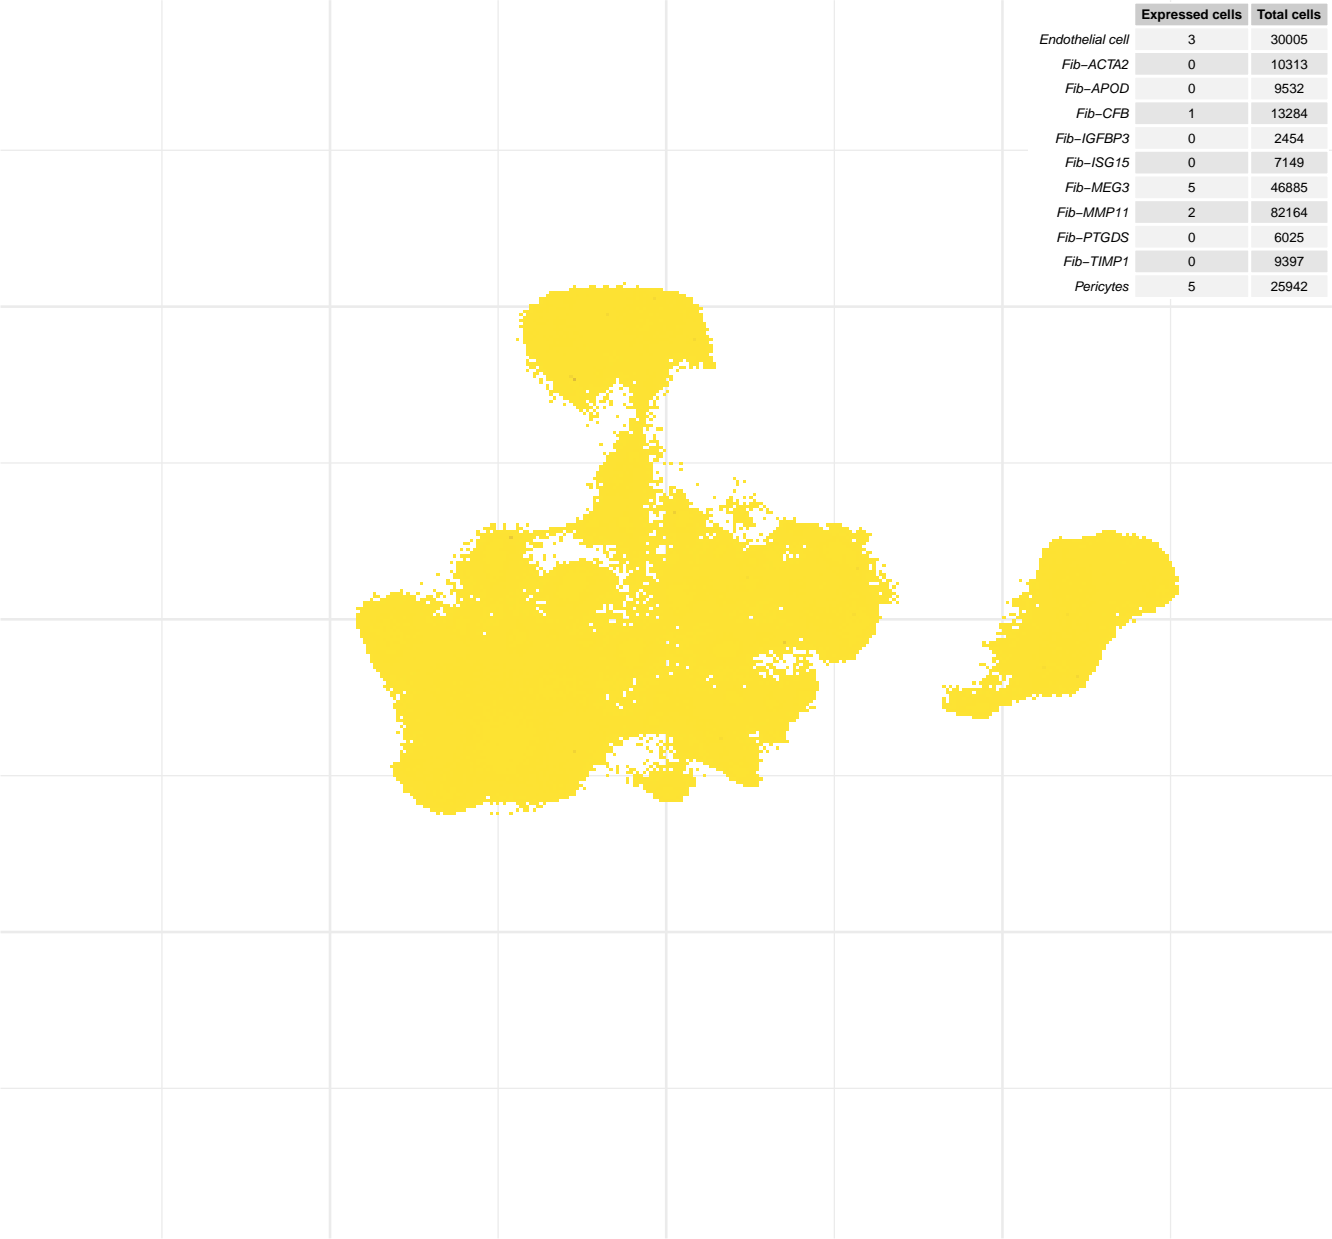 Expressed cells Total cells
Endothelial cell 3 30005
Fib−ACTA2 0 10313
Fib−APOD 0 9532
Fib−CFB 1 13284
Fib−IGFBP3 0 2454
Fib−ISG15 0 7149
Fib−MEG3 5 46885
Fib−MMP11 2 82164
Fib−PTGDS 0 6025
Fib−TIMP1 0 9397
Pericytes 5 25942